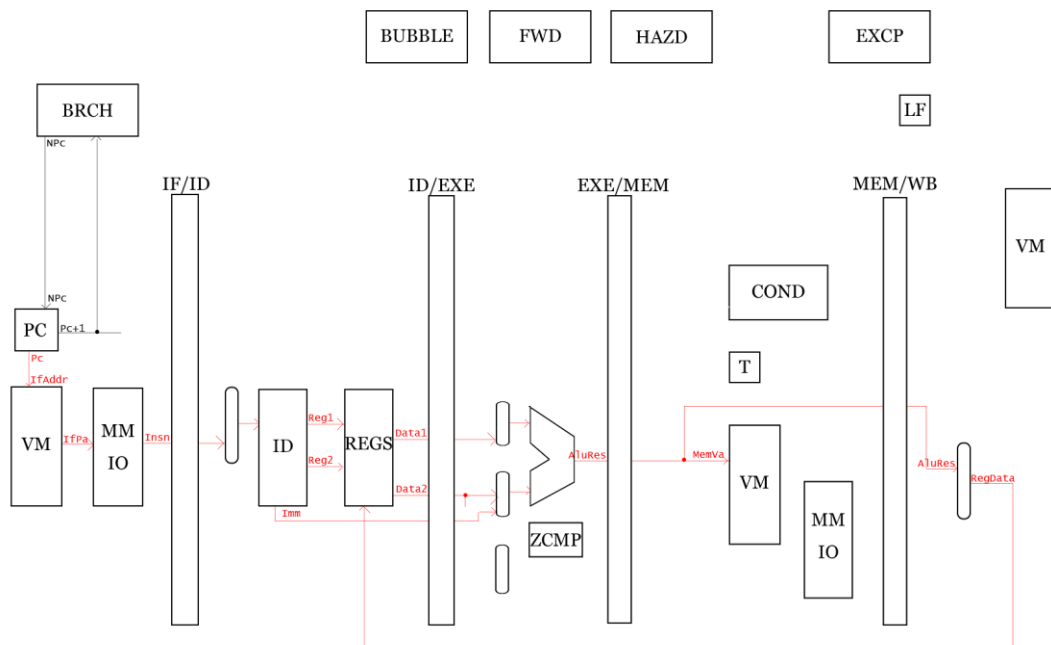 BUBBLE
FWD
HAZD
EXCP
BRCH
LF
NPc
IF/ID
ID/EXE
EXE/MEM
MEM/WB
VM
COND
NPc
PC
Pc+1
Pc
T
IfAddr
VM
IfPa
MM
IO
Insn
ID
Reg1
Reg2
REGS
Data1
Data2
Imm
AluRes
ZCMP
MemVa
VM
MM
IO
AluRes
RegData